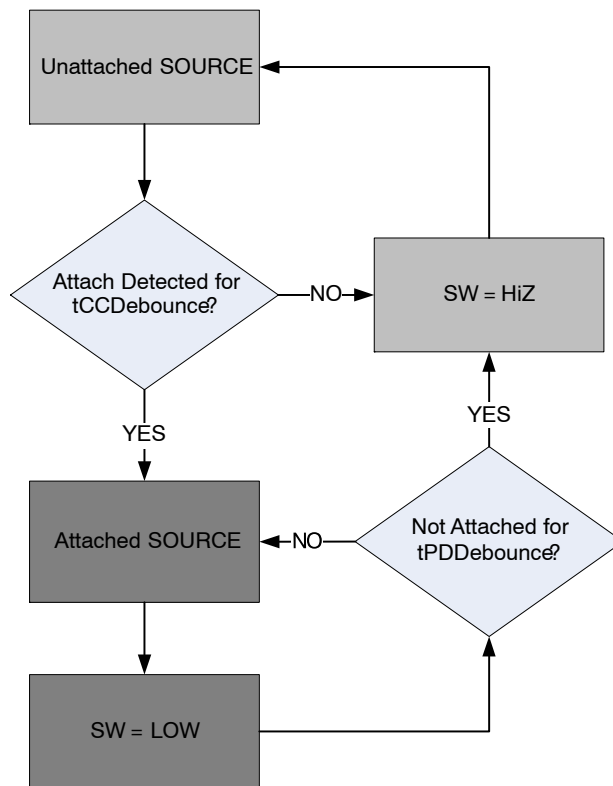 Unattached SOURCE
Attach Detected for
tCCDebounce?
NO
SW = HiZ
YES
YES
Attached SOURCE
NO
Not Attached for
tPDDebounce?
SW = LOW